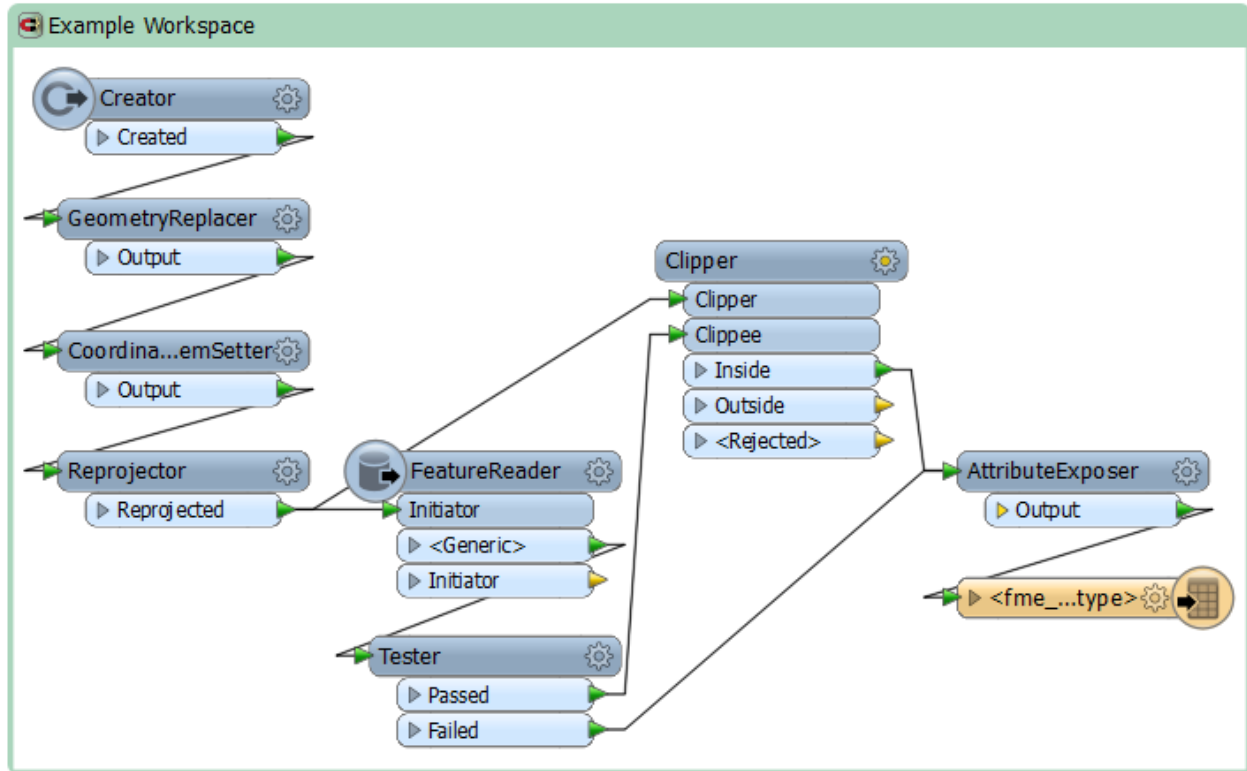 Example Workspace
Creator
Created
GeometryReplacer
Output
Coordina...emSetter
Output
Reprojector
Reprojected
FeatureReader
Initiator
<Generic>
Initiator
Tester
Passed
Failed
Clipper
Clipper
Clippee
Inside
Outside
<Rejected>
AttributeExposer
Output
<fme_...type>